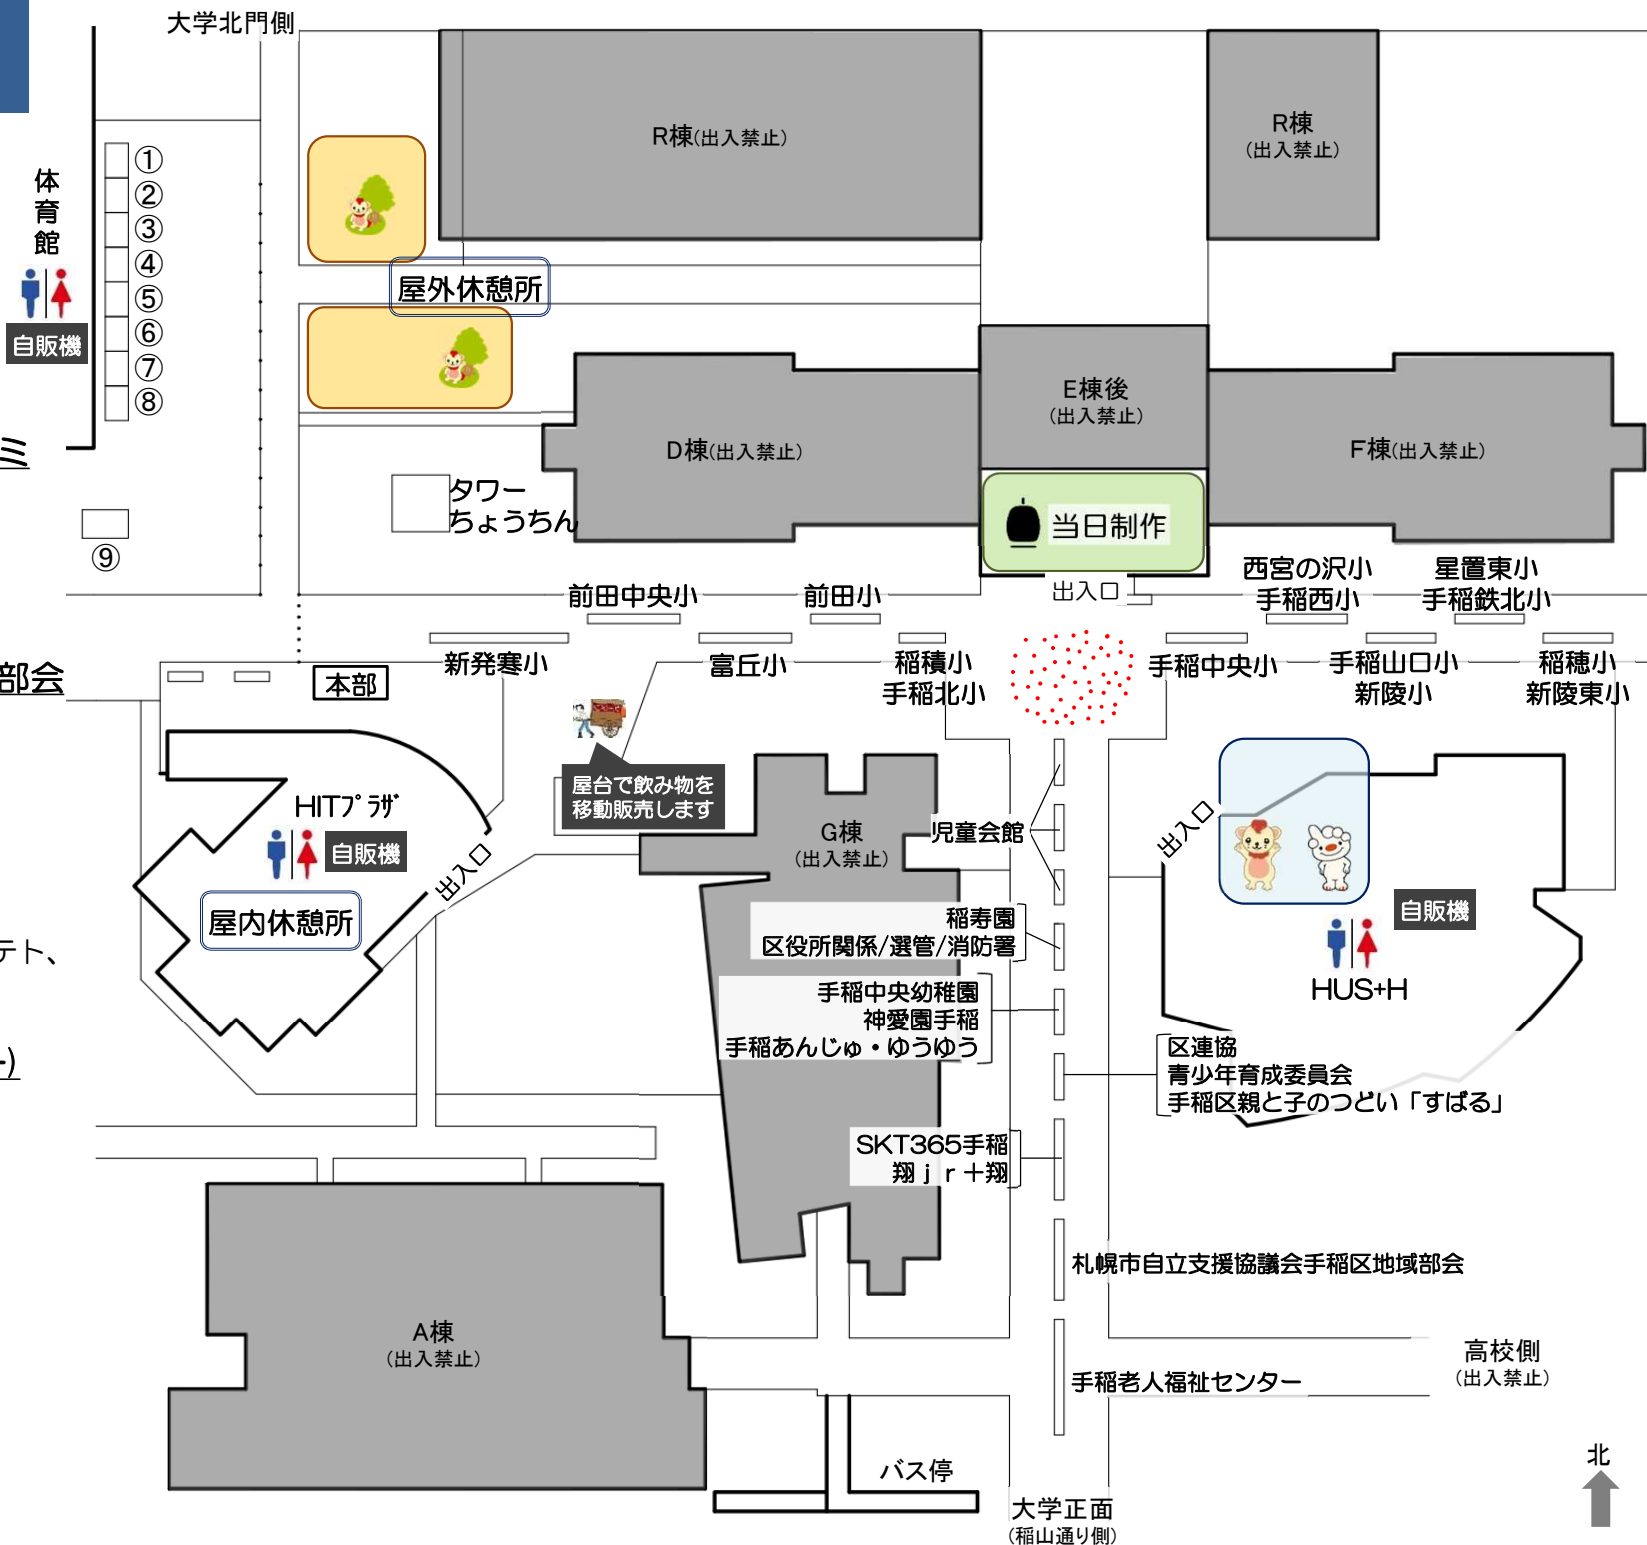 大学北門側
R棟(出入禁止)
R棟
(出入禁止)
体育館
①
②
③
④
⑤
⑥
⑦
⑧
自販機
屋外休憩所
E棟後
(出入禁止)
D棟(出入禁止)
F棟(出入禁止)
ミ
タワー
ちょうちん
当日制作
⑨
出入口
前田中央小
前田小
西宮の沢小
手稲西小
星置東小
手稲鉄北小
部会
本部
新発寒小
富丘小
稲積小
手稲北小
手稲中央小
手稲山口小
新陵小
稲穂小
新陵東小
屋台で飲み物を
移動販売します
HITプラザ
自販機
出入口
屋内休憩所
G棟
(出入禁止)
児童会館
出入口
自販機
HUS+H
稲寿園
区役所関係/選管/消防署
テト、
手稲中央幼稚園
神愛園手稲
手稲あんじゅ・ゆうゆう
区連協
青少年育成委員会
手稲区親と子のつどい「すばる」
SKT365手稲
翔ｊｒ＋翔
札幌市自立支援協議会手稲区地域部会
A棟
(出入禁止)
手稲老人福祉センター
高校側
(出入禁止)
バス停
大学正面
(稲山通り側)
北